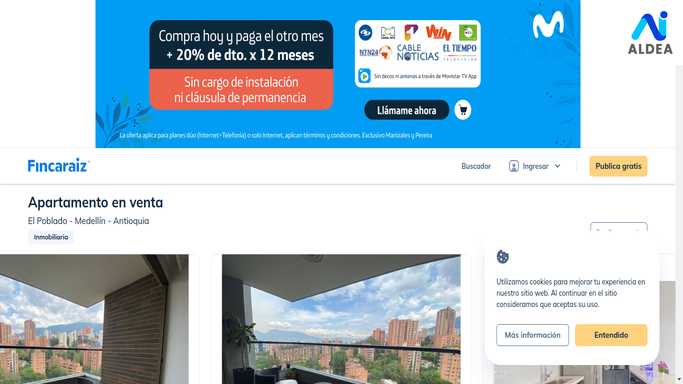 Compra hoy y paga el otro mes
+ 20% de dto. x 12 meses
Sin cargo de instalación
ni cláusula de permanencia
WIN
NTN24
CABLE NOTICIAS
EL TIEMPO
TELEVISIÓN
Sin decos ni antenas a través de Movistar TV App
Llámame ahora
La oferta aplica para planes dúo (Internet+Telefonía) o solo Internet, aplican términos y condiciones. Exclusivo Manizales y Pereira
ALDEA
Fincaraiz
Buscador
Ingresar
Publica gratis
Apartamento en venta
El Poblado - Medellín - Antioquia
Inmobiliaria
Utilizamos cookies para mejorar tu experiencia en
nuestro sitio web. Al continuar en el sitio
consideramos que aceptas su uso.
Más información
Entendido